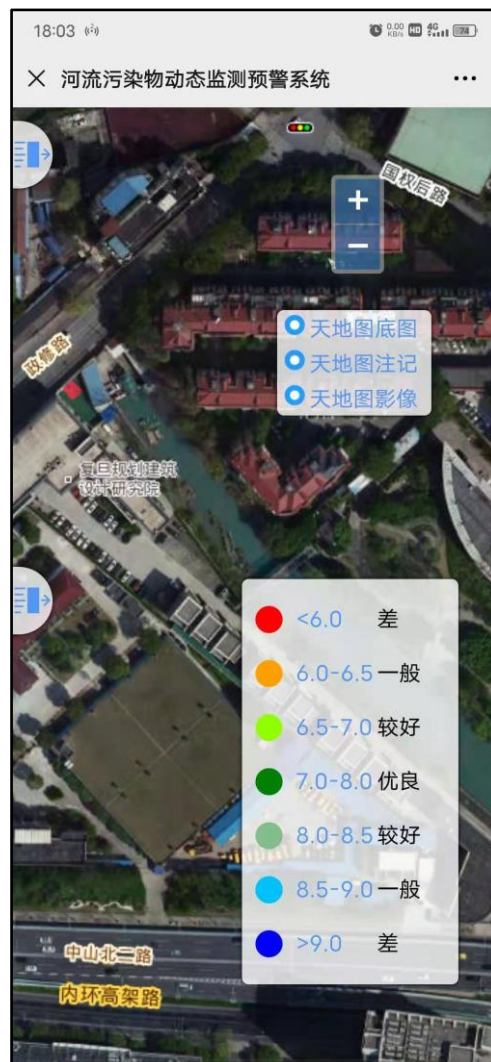 18:03
0.00 KB/s HD 4G 24
河流污染物动态监测预警系统
国权后路
+
−
天地图底图
天地图注记
天地图影像
政修路
复旦规划建筑
设计研究院
<6.0 差
6.0-6.5 一般
6.5-7.0 较好
7.0-8.0 优良
8.0-8.5 较好
8.5-9.0 一般
>9.0 差
中山北二路
内环高架路